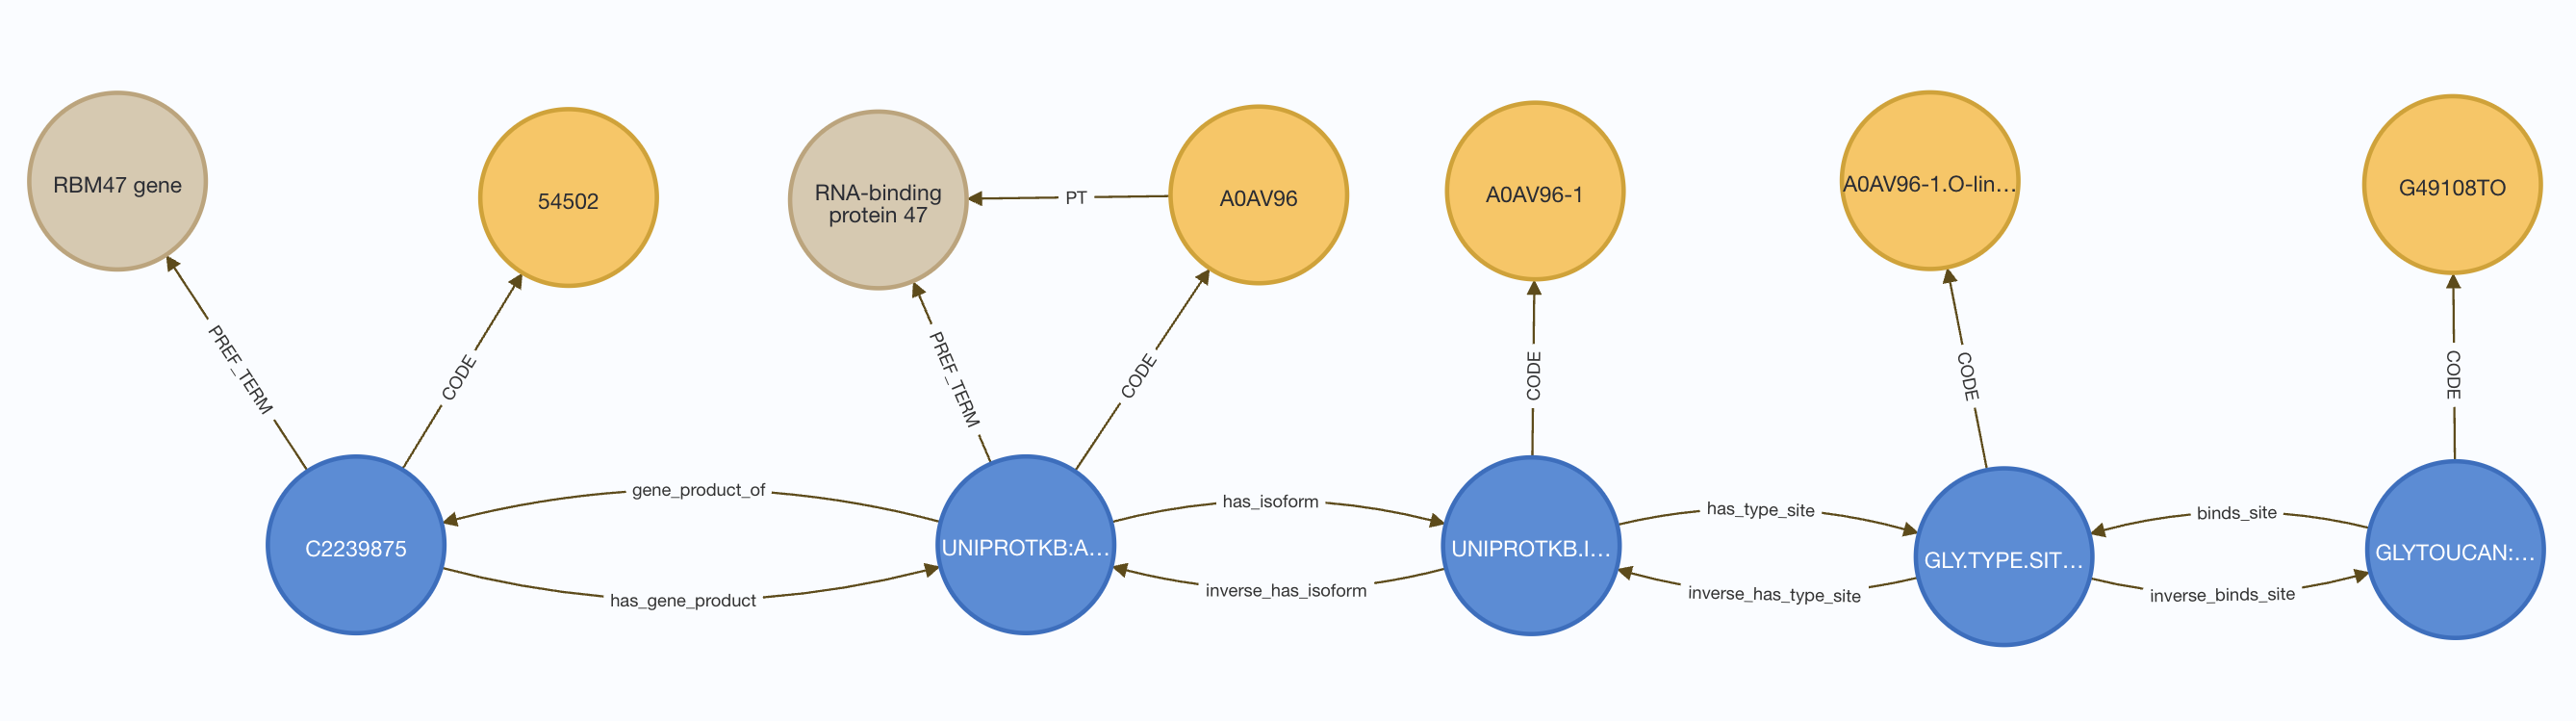 RBM47 gene
54502
RNA-binding
protein 47
PT
A0AV96
A0AV96-1
A0AV96-1.O-lin...
G49108TO
PREF_TERM
CODE
PREF_TERM
CODE
CODE
CODE
CODE
C2239875
gene_product_of
has_gene_product
UNIPROTKB:A...
has_isoform
inverse_has_isoform
UNIPROTKB.I...
has_type_site
inverse_has_type_site
GLY.TYPE.SIT...
binds_site
inverse_binds_site
GLYTOUCAN:...